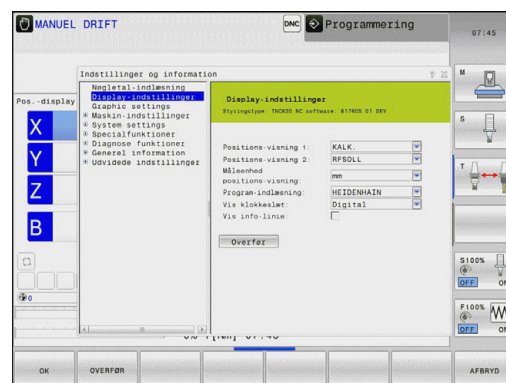 MANUEL DRIFT
DNC
Programmering
07:45
Indstillinger og information
Nøgletal-indlæsning
Display-indstillinger
Graphic settings
Maskin-indstillinger
System settings
Specialfunktioner
Diagnose funktioner
Generel information
Udvidede indstillinger
Display-indstillinger
Styringstype: TNC620 NC software: 817605 01 DEV
Positions-visning 1:
KALK.
Positions-visning 2:
RFSOLL
Måleenhed
positions-visning:
mm
Program-indlæsning:
HEIDENHAIN
Vis klokkeslæt:
Digital
Vis info-linie
Overfør
Pos.-display
X
Y
Z
B
0
M
S
T
S100%
OFF
F100%
OFF
OK
OVERFØR
AFBRYD